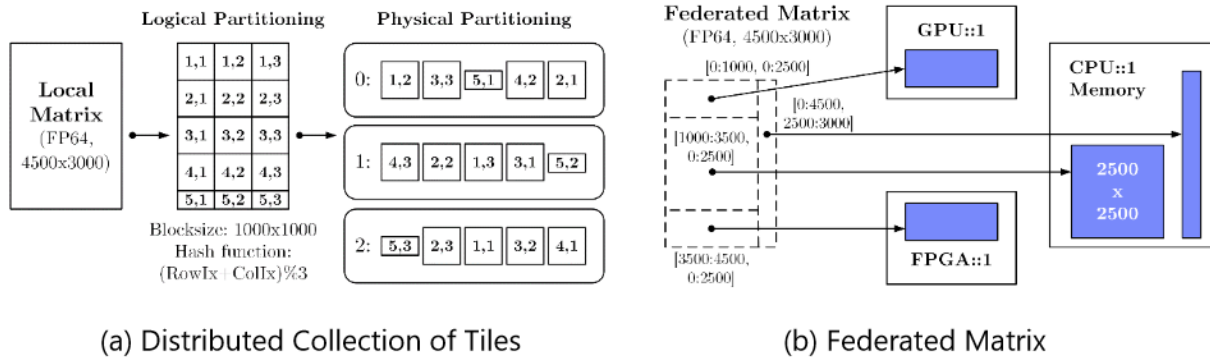 Logical Partitioning
Physical Partitioning
Local
Matrix
(FP64,
4500x3000)
1,1 1,2 1,3
2,1 2,2 2,3
3,1 3,2 3,3
4,1 4,2 4,3
5,1 5,2 5,3
Blocksize: 1000x1000
Hash function:
(RowIx+ColIx)%3
0: 1,2 3,3 5,1 4,2 2,1
1: 4,3 2,2 1,3 3,1 5,2
2: 5,3 2,3 1,1 3,2 4,1
(a) Distributed Collection of Tiles
Federated Matrix
(FP64, 4500x3000)
[0:1000, 0:2500]
[0:4500,
2500:3000]
[1000:3500,
0:2500]
[3500:4500,
0:2500]
GPU::1
CPU::1
Memory
2500
x
2500
FPGA::1
(b) Federated Matrix